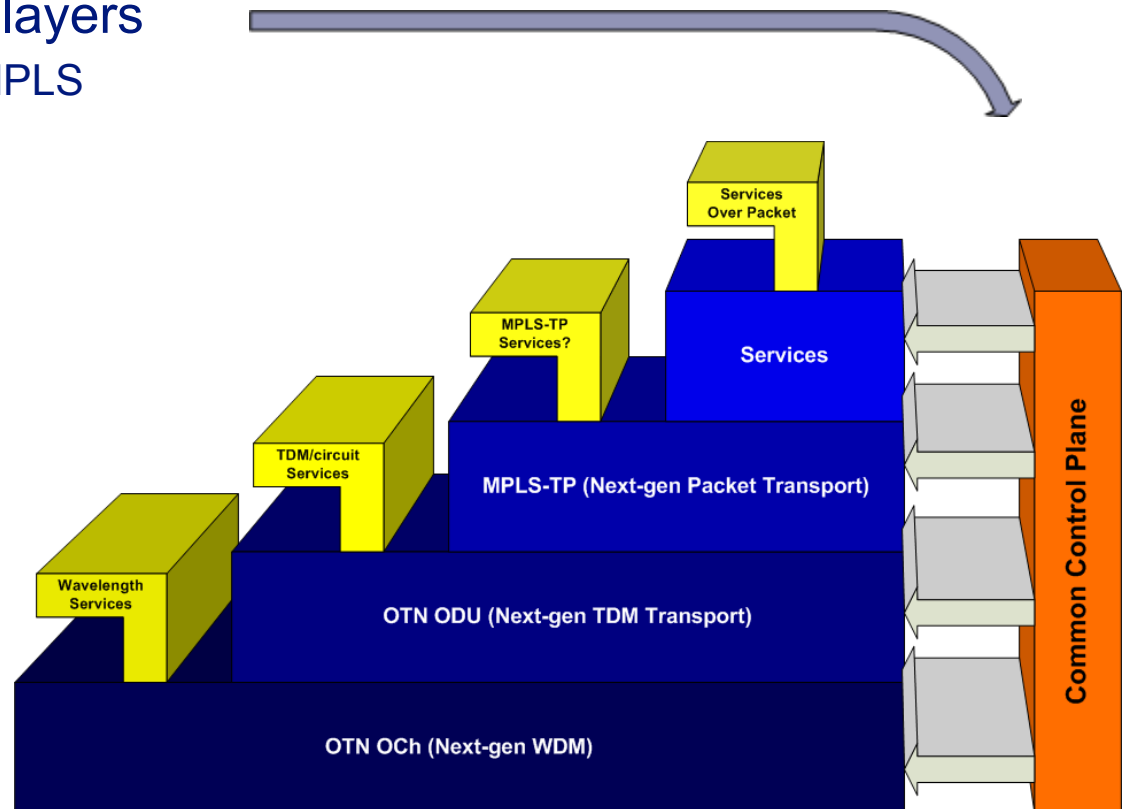 layers
MPLS
Services
Over Packet
MPLS-TP
Services?
Services
TDM/circuit
Services
MPLS-TP (Next-gen Packet Transport)
Wavelength
Services
OTN ODU (Next-gen TDM Transport)
OTN OCh (Next-gen WDM)
Common Control Plane